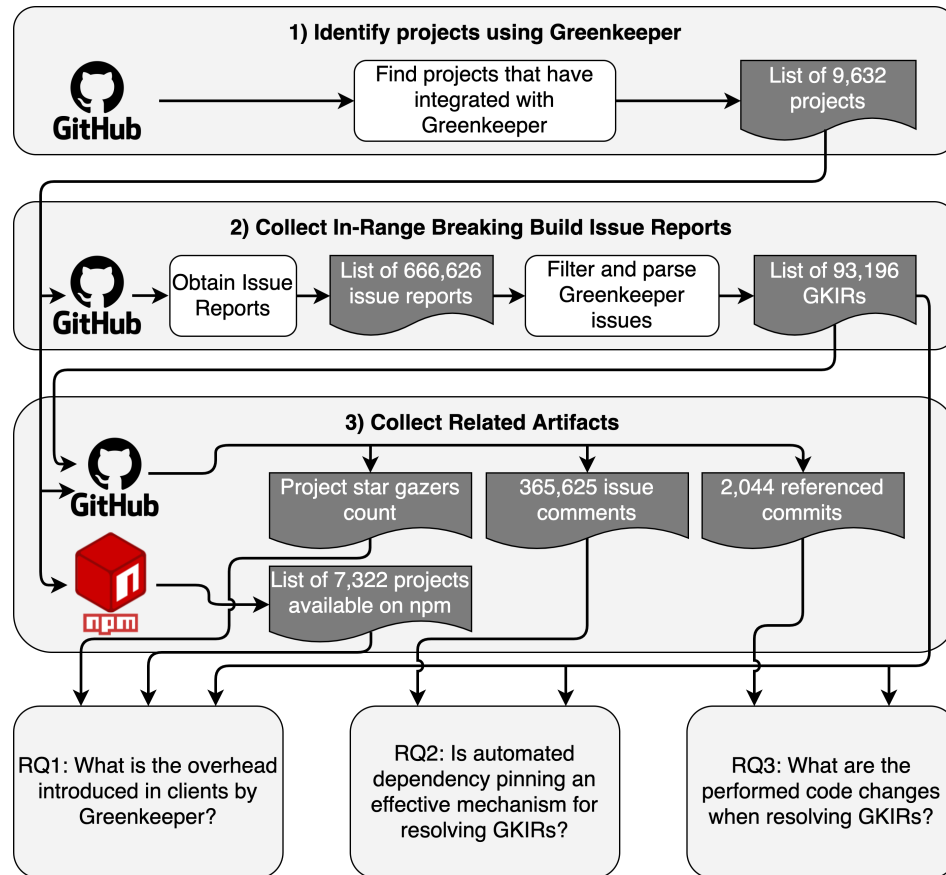 1) Identify projects using Greenkeeper
GitHub
Find projects that have
integrated with
Greenkeeper
List of 9,632
projects
2) Collect In-Range Breaking Build Issue Reports
GitHub
Obtain Issue
Reports
List of 666,626
issue reports
Filter and parse
Greenkeeper
issues
List of 93,196
GKIRs
3) Collect Related Artifacts
GitHub
Project star gazers
count
365,625 issue
comments
2,044 referenced
commits
n
npm
List of 7,322 projects
available on npm
RQ1: What is the overhead
introduced in clients by
Greenkeeper?
RQ2: Is automated
dependency pinning an
effective mechanism for
resolving GKIRs?
RQ3: What are the
performed code changes
when resolving GKIRs?